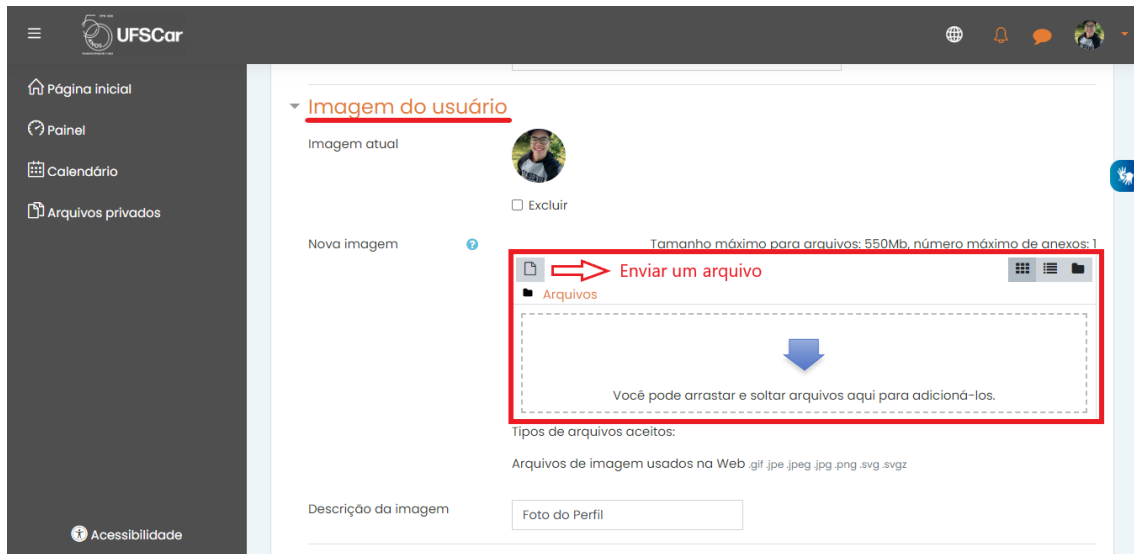 UFSCar
Página inicial
Painel
Calendário
Arquivos privados
Acessibilidade
Imagem do usuário
Imagem atual
Excluir
Nova imagem
Tamanho máximo para arquivos: 550Mb, número máximo de anexos: 1
Enviar um arquivo
Arquivos
Você pode arrastar e soltar arquivos aqui para adicioná-los.
Tipos de arquivos aceitos:
Arquivos de imagem usados na Web .gif .jpe .jpeg .jpg .png .svg .svgz
Descrição da imagem
Foto do Perfil